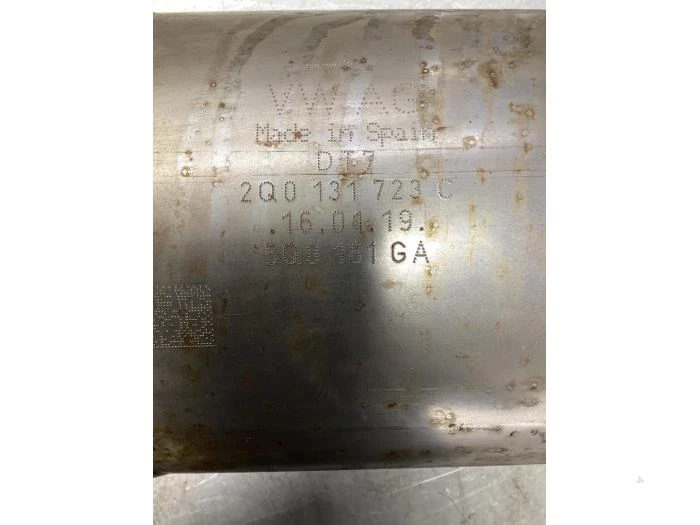 VW AG
Made in Spain
DT7
2Q0 131 723 C
.16.01.19.
5Q0 181 GA